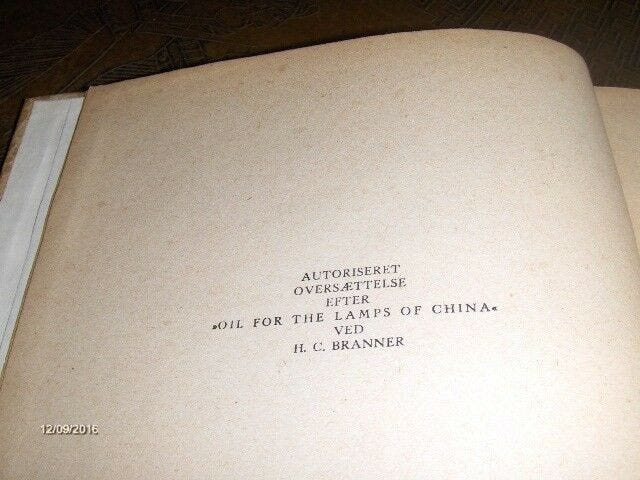 AUTORISERET
OVERSÆTTELSE
EFTER
»OIL FOR THE LAMPS OF CHINA«
VED
H. C. BRANNER
12/09/2016